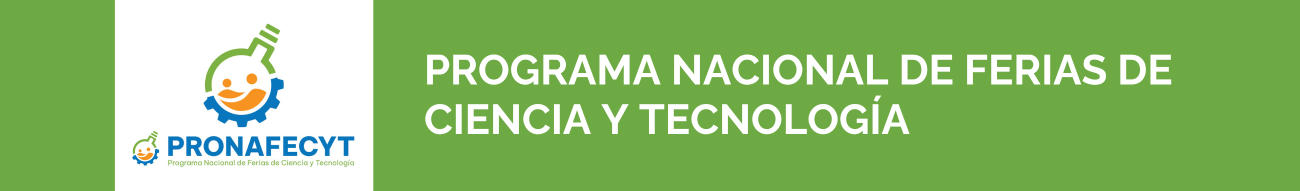 PRONAFECYT
Programa Nacional de Ferias de Ciencia y Tecnología
PROGRAMA NACIONAL DE FERIAS DE
CIENCIA Y TECNOLOGÍA